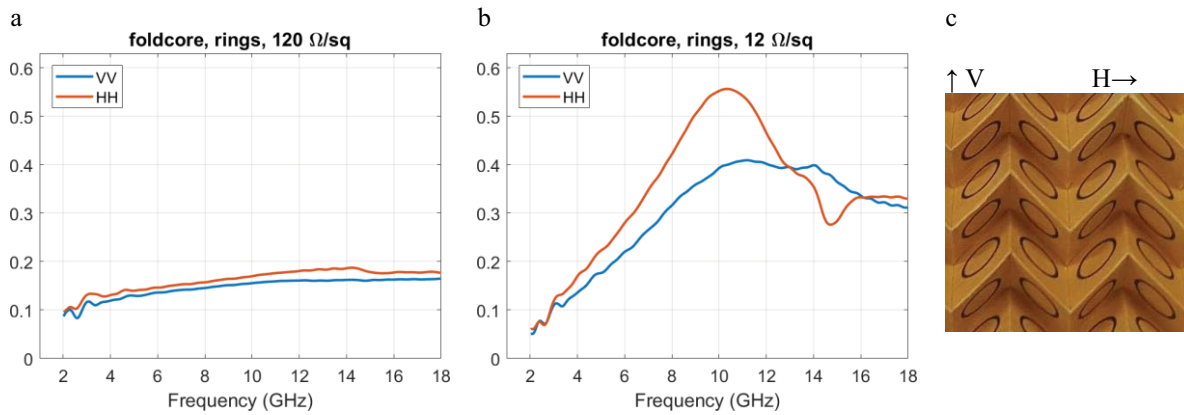 a
foldcore, rings, 120 Ω/sq
0.6
0.5
0.4
0.3
0.2
0.1
0
VV
HH
2 4 6 8 10 12 14 16 18
Frequency (GHz)
b
foldcore, rings, 12 Ω/sq
0.6
0.5
0.4
0.3
0.2
0.1
0
VV
HH
2 4 6 8 10 12 14 16 18
Frequency (GHz)
c
↑ V H→